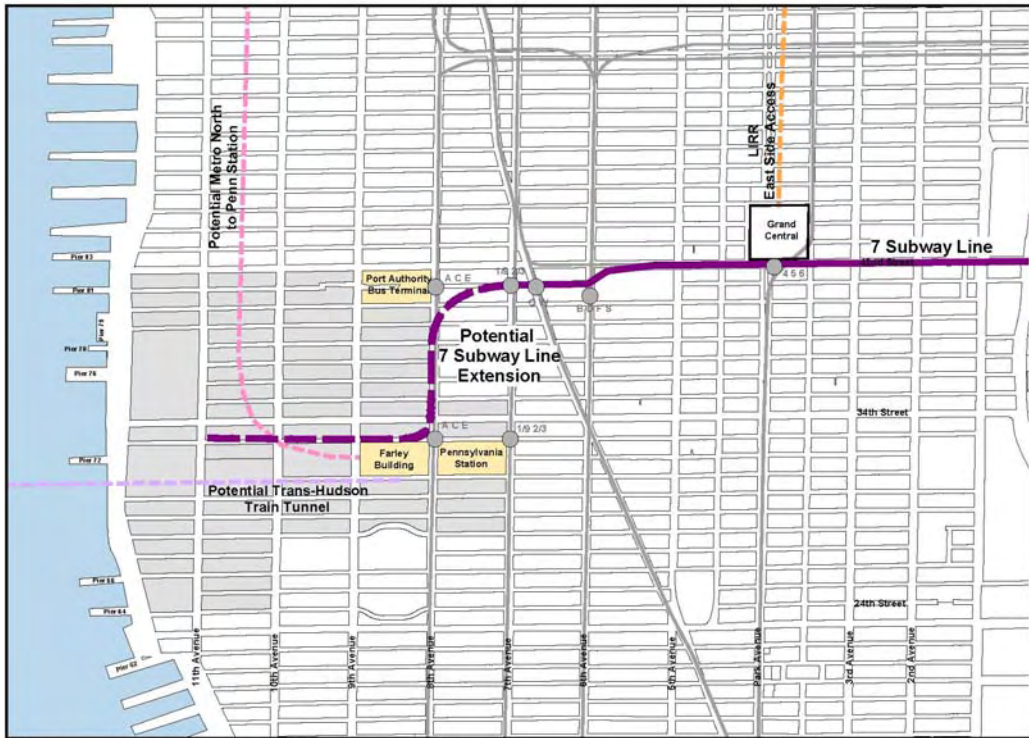 Potential Metro North
to Penn Station
LIRR
East Side Access
Grand
Central
7 Subway Line
4 5 6
Pier 83
Port Authority
Bus Terminal
A C E
1/9 2/3
B D F S
Pier 81
Pier 79
Pier 78
Pier 76
Potential
7 Subway Line
Extension
34th Street
A C E
1/9 2/3
Farley
Building
Pennsylvania
Station
Pier 72
Potential Trans-Hudson
Train Tunnel
Pier 66
Pier 64
24th Street
Pier 62
11th Avenue
10th Avenue
9th Avenue
8th Avenue
7th Avenue
6th Avenue
5th Avenue
Park Avenue
3rd Avenue
2nd Avenue